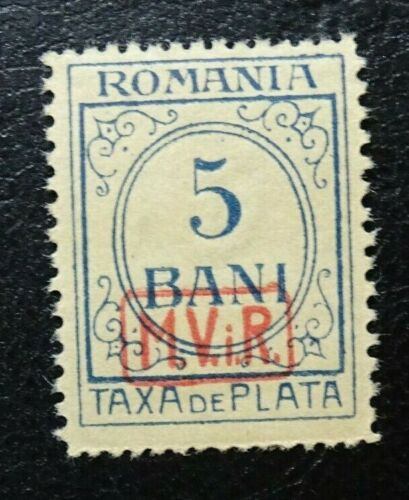 ROMANIA
5
BANI
M.V.i.R.
TAXA DE PLATA